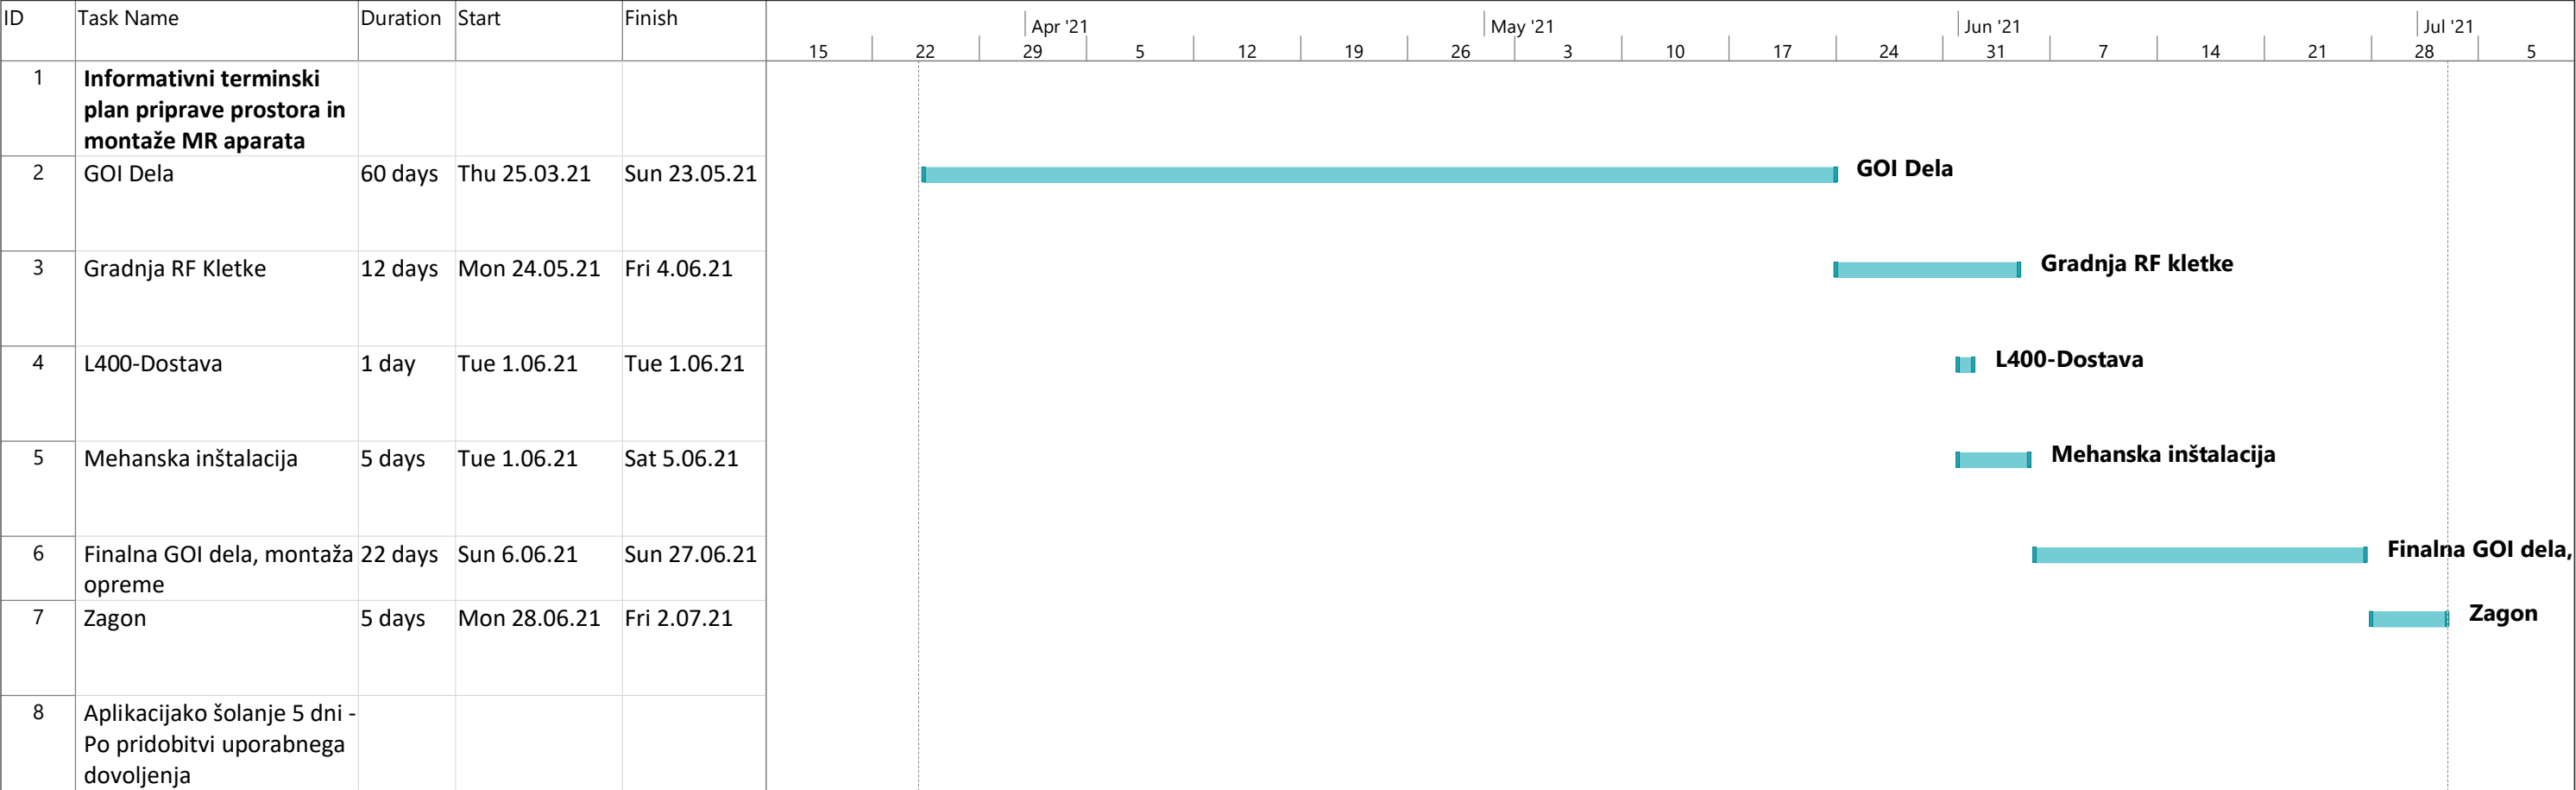 ID Task Name Duration Start Finish
Apr '21 May '21 Jun '21 Jul '21
15 22 29 5 12 19 26 3 10 17 24 31 7 14 21 28 5
1 Informativni terminski
plan priprave prostora in
montaže MR aparata
2 GOI Dela 60 days Thu 25.03.21 Sun 23.05.21 GOI Dela
3 Gradnja RF Kletke 12 days Mon 24.05.21 Fri 4.06.21 Gradnja RF kletke
4 L400-Dostava 1 day Tue 1.06.21 Tue 1.06.21 L400-Dostava
5 Mehanska inštalacija 5 days Tue 1.06.21 Sat 5.06.21 Mehanska inštalacija
6 Finalna GOI dela, montaža 22 days Sun 6.06.21 Sun 27.06.21 Finalna GOI dela,
opreme
7 Zagon 5 days Mon 28.06.21 Fri 2.07.21 Zagon
8 Aplikacijako šolanje 5 dni -
Po pridobitvi uporabnega
dovoljenja